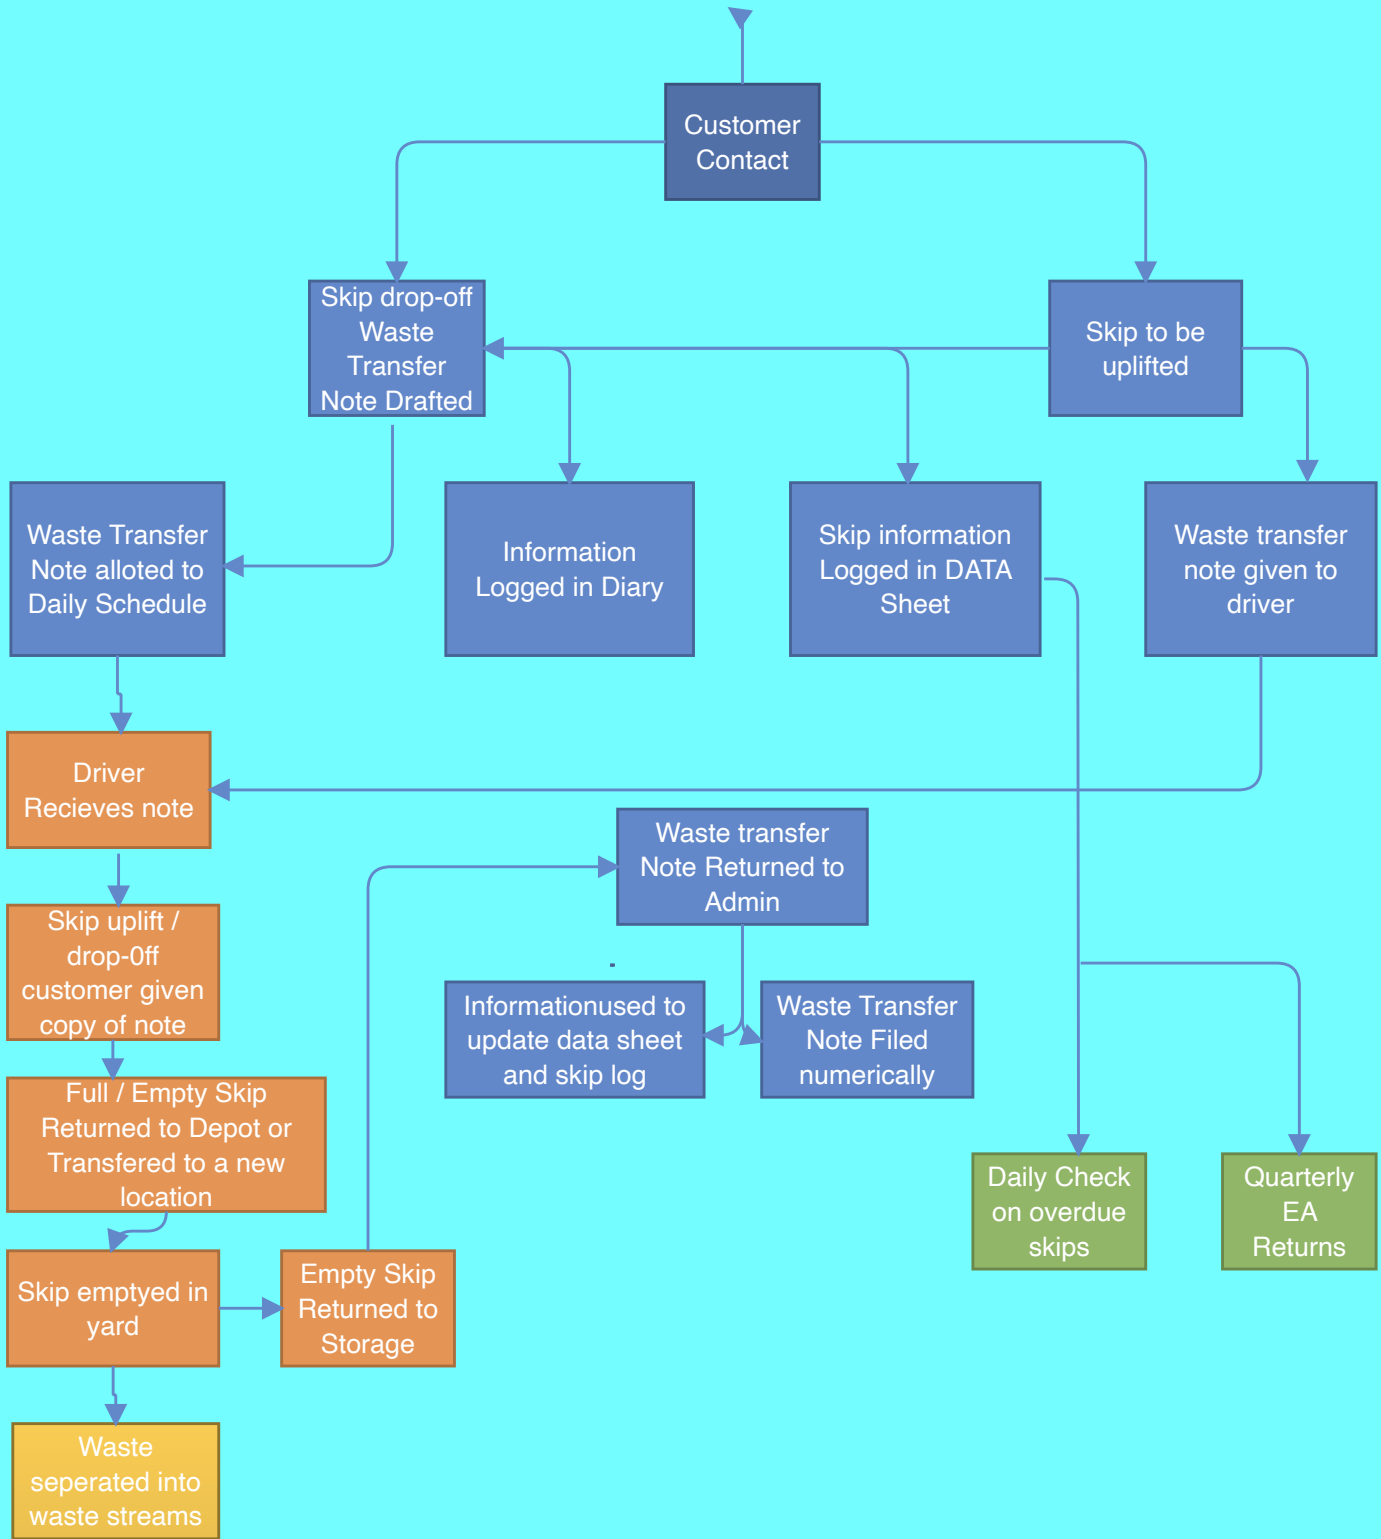 Customer
Contact
Skip drop-off
Waste
Transfer
Note Drafted
Skip to be
uplifted
Waste Transfer
Note alloted to
Daily Schedule
Information
Logged in Diary
Skip information
Logged in DATA
Sheet
Waste transfer
note given to
driver
Driver
Recieves note
Waste transfer
Note Returned to
Admin
Skip uplift /
drop-0ff
customer given
copy of note
Informationused to
update data sheet
and skip log
Waste Transfer
Note Filed
numerically
Full / Empty Skip
Returned to Depot or
Transfered to a new
location
Daily Check
on overdue
skips
Quarterly
EA
Returns
Skip emptyed in
yard
Empty Skip
Returned to
Storage
Waste
seperated into
waste streams